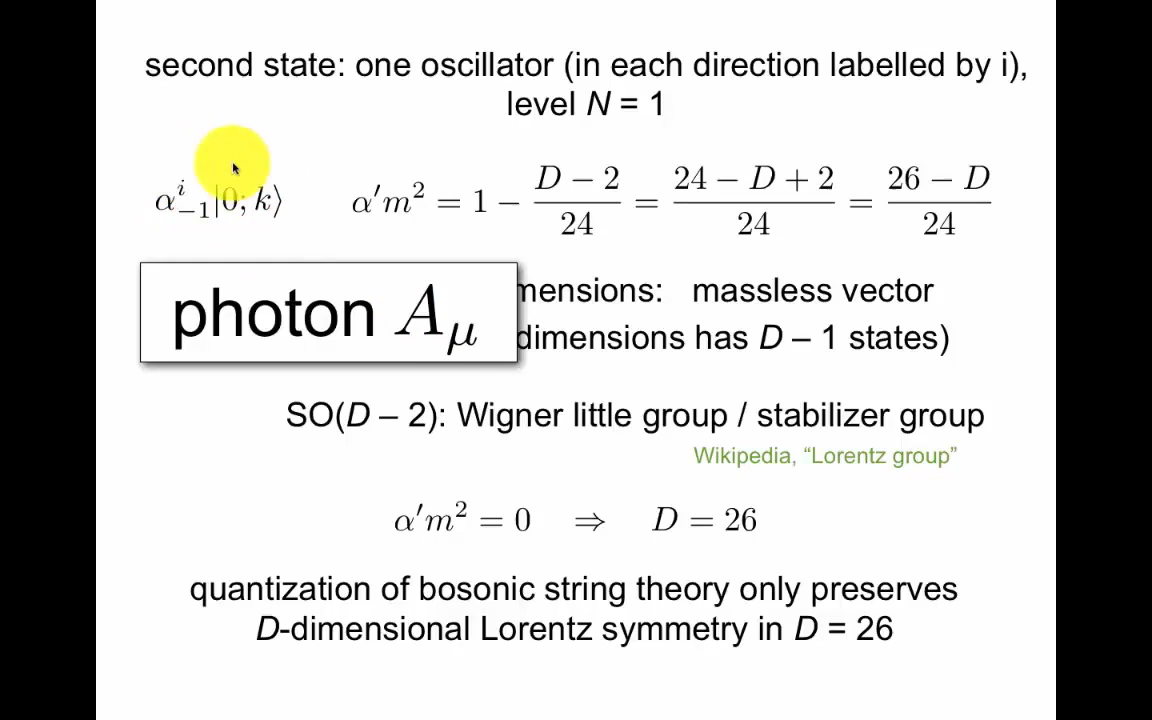 second state: one oscillator (in each direction labelled by i),
level N = 1
α^i_{−1}|0; k⟩ α′m² = 1 − (D − 2)/24 = (24 − D + 2)/24 = (26 − D)/24
photon A_μ
mensions: massless vector
dimensions has D – 1 states)
SO(D – 2): Wigner little group / stabilizer group
Wikipedia, “Lorentz group”
α′m² = 0 ⇒ D = 26
quantization of bosonic string theory only preserves
D-dimensional Lorentz symmetry in D = 26